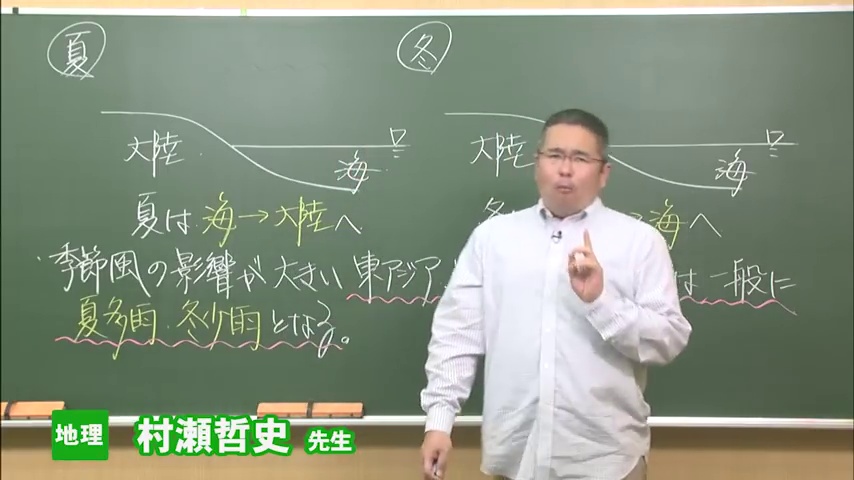 夏
冬
大陸
海
大陸
海
夏は 海→大陸へ
冬 →海へ
季節風の影響が大きい 東アジア は一般に
夏多雨・冬少雨となる。
地理 村瀬哲史 先生